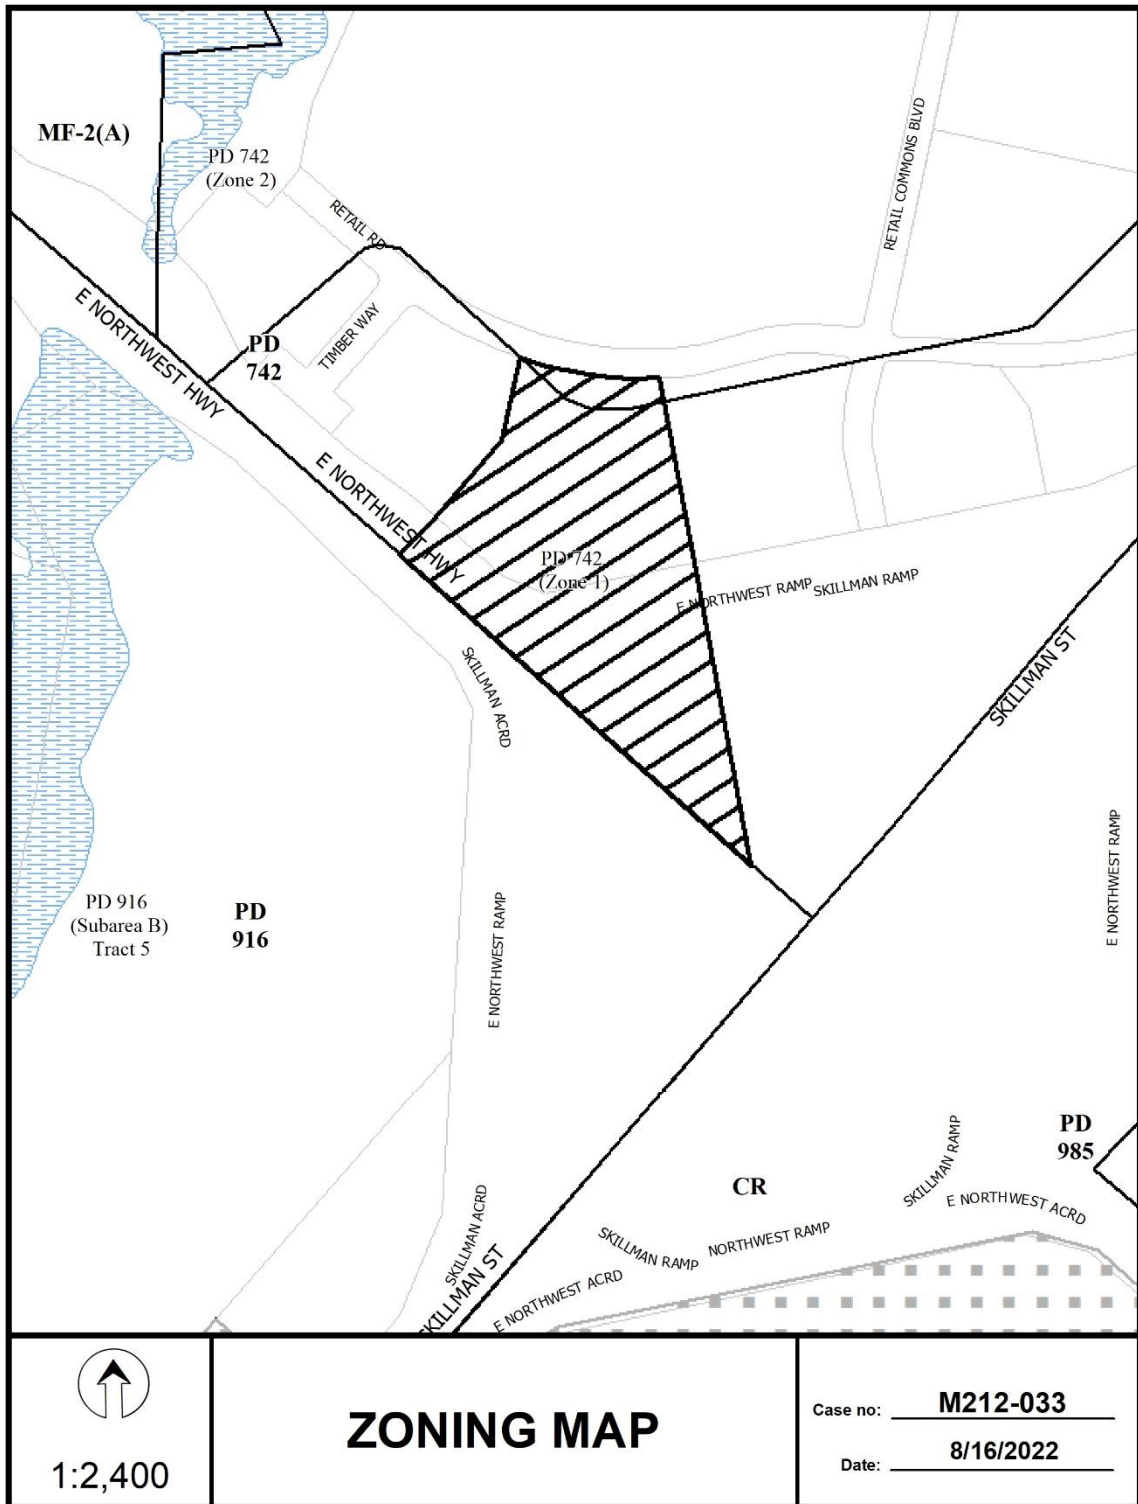 MF-2(A)
PD 742
(Zone 2)
RETAIL COMMONS BLVD
RETAIL RD
E NORTHWEST HWY
PD
742
TIMBER WAY
E NORTHWEST HWY
PD 742
(Zone 1)
E NORTHWEST RAMP
SKILLMAN RAMP
SKILLMAN ACRD
SKILLMAN ST
E NORTHWEST RAMP
PD 916
(Subarea B)
Tract 5
PD
916
E NORTHWEST RAMP
PD
985
SKILLMAN RAMP
CR
E NORTHWEST ACRD
SKILLMAN ACRD
SKILLMAN RAMP
NORTHWEST RAMP
SKILLMAN ST
E NORTHWEST ACRD
1:2,400
ZONING MAP
Case no: M212-033
Date: 8/16/2022